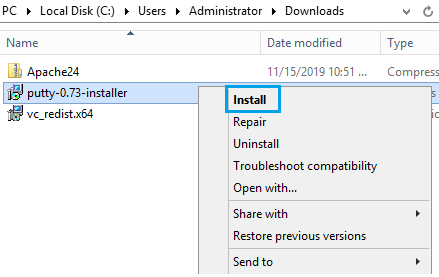 PC ▸ Local Disk (C:) ▸ Users ▸ Administrator ▸ Downloads
Name Date modified Type
Apache24 11/15/2019 10:51 ... Compress
putty-0.73-installer
vc_redist.x64
Install
Repair
Uninstall
Troubleshoot compatibility
Open with...
Share with
Restore previous versions
Send to